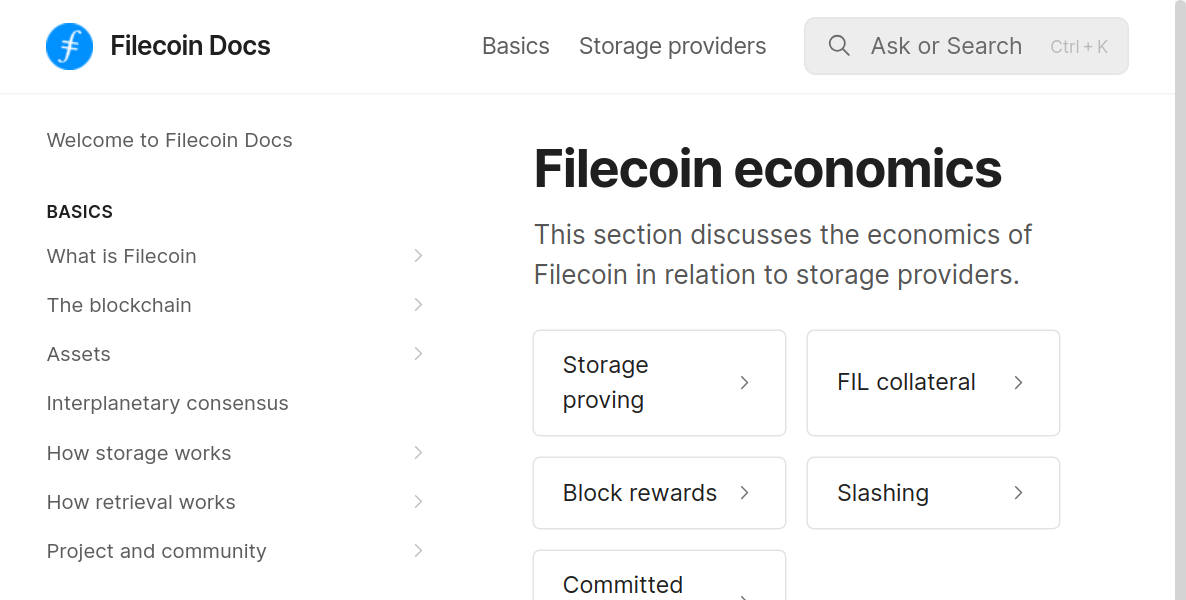 Filecoin Docs
Basics
Storage providers
Ask or Search
Ctrl + K
Welcome to Filecoin Docs
BASICS
What is Filecoin
The blockchain
Assets
Interplanetary consensus
How storage works
How retrieval works
Project and community
Filecoin economics
This section discusses the economics of
Filecoin in relation to storage providers.
Storage
proving
FIL collateral
Block rewards
Slashing
Committed